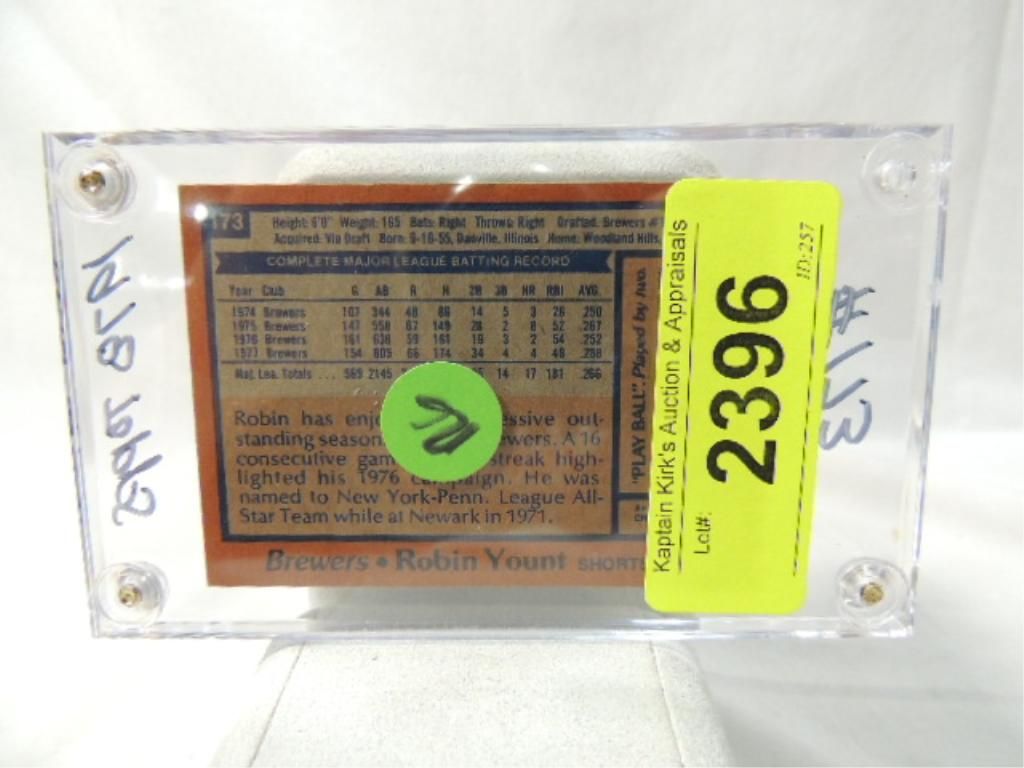 173
Height: 6'0" Weight: 165 Bats: Right Throws: Right Drafted: Brewers #
Acquired: Via Draft Born: 9-16-55, Danville, Illinois Home: Woodland Hills,
COMPLETE MAJOR LEAGUE BATTING RECORD
Year Club G AB R H 2B 3B HR RBI AVG.
1974 Brewers 107 344 48 86 14 5 3 26 .250
1975 Brewers 147 558 67 149 28 2 8 52 .267
1976 Brewers 161 638 59 161 19 3 2 54 .252
1977 Brewers 154 605 66 174 34 4 4 49 .288
Maj. Lea. Totals ... 569 2145 14 17 181 .266
Robin has enj essive out-
standing season ewers. A 16
consecutive gam streak high-
lighted his 1976 campaign. He was
named to New York-Penn. League All-
Star Team while at Newark in 1971.
Brewers • Robin Yount SHORTS
"PLAY BALL". Played by two.
Kaptain Kirk's Auction & Appraisals
Lot#:
2396
ID:257
1978 Topps
#173